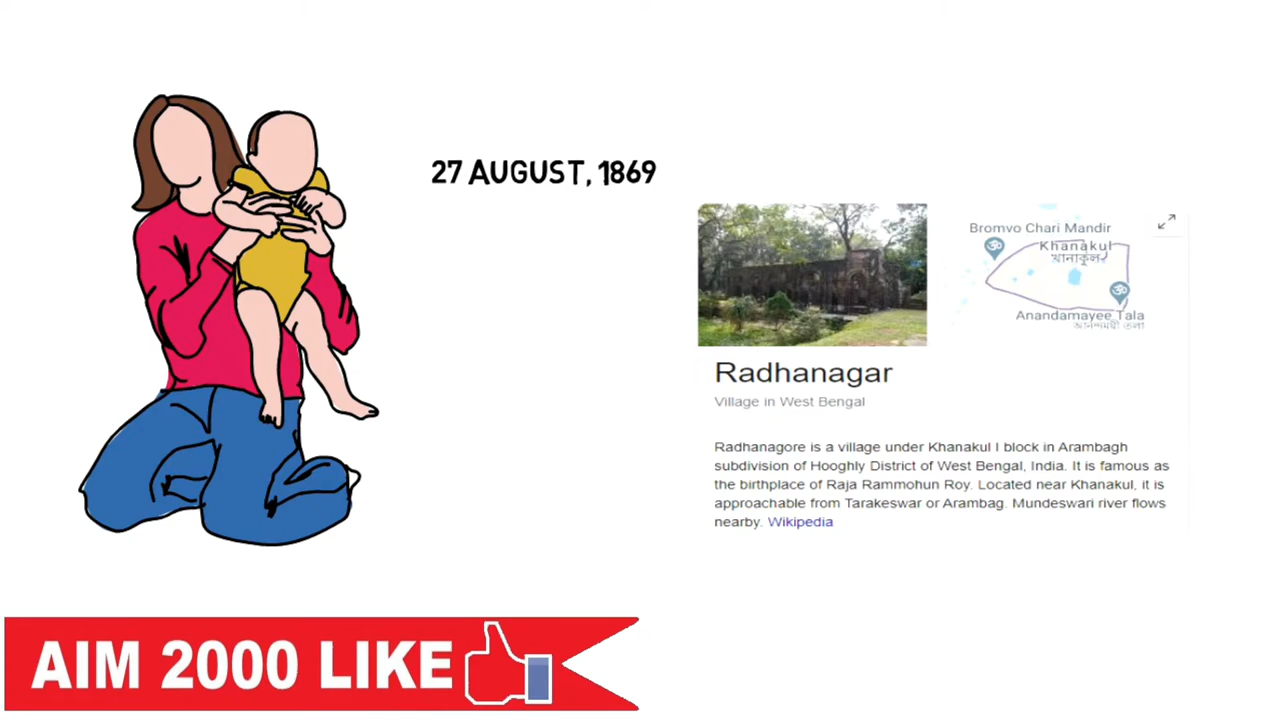 27 AUGUST, 1869
Bromvo Chari Mandir
Khanakul
খানাকুল
Anandamayee Tala
আনন্দময়ী তলা
Radhanagar
Village in West Bengal
Radhanagore is a village under Khanakul I block in Arambagh
subdivision of Hooghly District of West Bengal, India. It is famous as
the birthplace of Raja Rammohun Roy. Located near Khanakul, it is
approachable from Tarakeswar or Arambag. Mundeswari river flows
nearby. Wikipedia
AIM 2000 LIKE